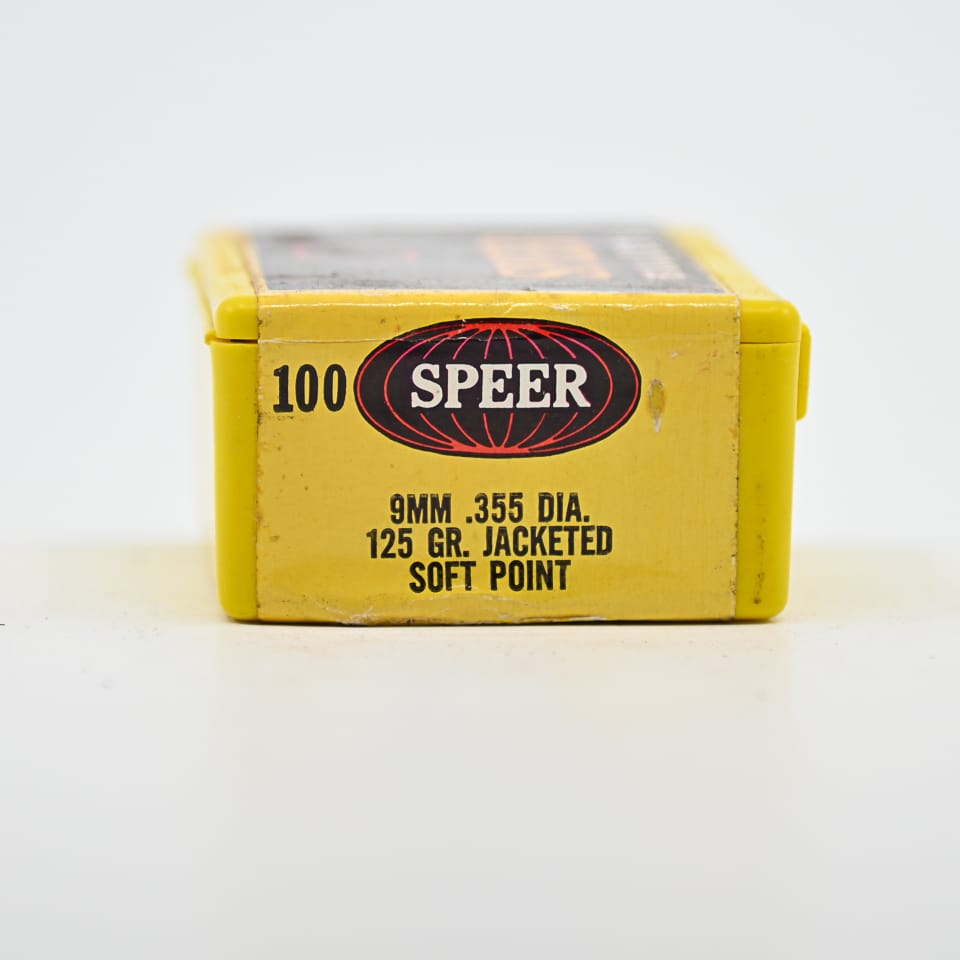 100 SPEER
9MM .355 DIA.
125 GR. JACKETED
SOFT POINT